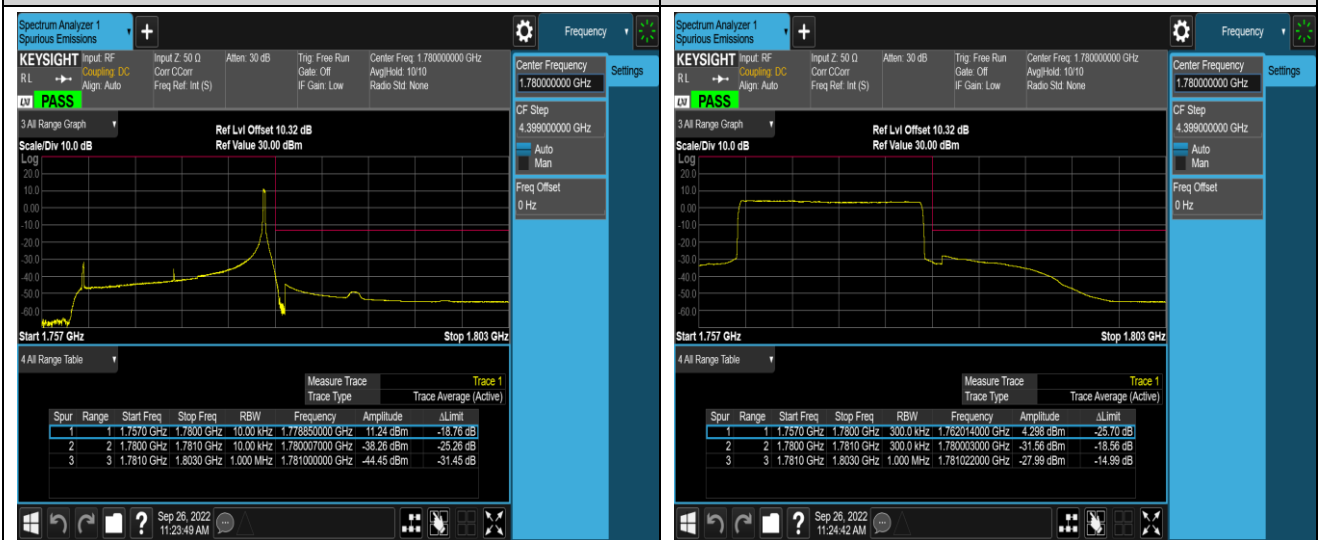 Spectrum Analyzer 1
Spurious Emissions
Frequency
KEYSIGHT Input: RF Input Z: 50 Ω Atten: 30 dB Trig: Free Run Center Freq: 1.780000000 GHz
RL Coupling: DC Corr CCorr Gate: Off Avg|Hold: 10/10
Align: Auto Freq Ref: Int (S) IF Gain: Low Radio Std: None
LXI PASS
Center Frequency
1.780000000 GHz
Settings
CF Step
4.399000000 GHz
Auto
Man
Freq Offset
0 Hz
3 All Range Graph
Ref Lvl Offset 10.32 dB
Scale/Div 10.0 dB Ref Value 30.00 dBm
Log
20.0
10.0
0.00
-10.0
-20.0
-30.0
-40.0
-50.0
-60.0
Start 1.757 GHz Stop 1.803 GHz
4 All Range Table
Measure Trace Trace 1
Trace Type Trace Average (Active)
Spur Range Start Freq Stop Freq RBW Frequency Amplitude ΔLimit
1 1 1.7570 GHz 1.7800 GHz 10.00 kHz 1.778850000 GHz 11.24 dBm -18.76 dB
2 2 1.7800 GHz 1.7810 GHz 10.00 kHz 1.780007000 GHz -38.26 dBm -25.26 dB
3 3 1.7810 GHz 1.8030 GHz 1.000 MHz 1.781000000 GHz -44.45 dBm -31.45 dB
Sep 26, 2022
11:23:49 AM
Spectrum Analyzer 1
Spurious Emissions
Frequency
KEYSIGHT Input: RF Input Z: 50 Ω Atten: 30 dB Trig: Free Run Center Freq: 1.780000000 GHz
RL Coupling: DC Corr CCorr Gate: Off Avg|Hold: 10/10
Align: Auto Freq Ref: Int (S) IF Gain: Low Radio Std: None
LXI PASS
Center Frequency
1.780000000 GHz
Settings
CF Step
4.399000000 GHz
Auto
Man
Freq Offset
0 Hz
3 All Range Graph
Ref Lvl Offset 10.32 dB
Scale/Div 10.0 dB Ref Value 30.00 dBm
Log
20.0
10.0
0.00
-10.0
-20.0
-30.0
-40.0
-50.0
-60.0
Start 1.757 GHz Stop 1.803 GHz
4 All Range Table
Measure Trace Trace 1
Trace Type Trace Average (Active)
Spur Range Start Freq Stop Freq RBW Frequency Amplitude ΔLimit
1 1 1.7570 GHz 1.7800 GHz 300.0 kHz 1.762014000 GHz 4.298 dBm -25.70 dB
2 2 1.7800 GHz 1.7810 GHz 300.0 kHz 1.780003000 GHz -31.56 dBm -18.56 dB
3 3 1.7810 GHz 1.8030 GHz 1.000 MHz 1.781022000 GHz -27.99 dBm -14.99 dB
Sep 26, 2022
11:24:42 AM